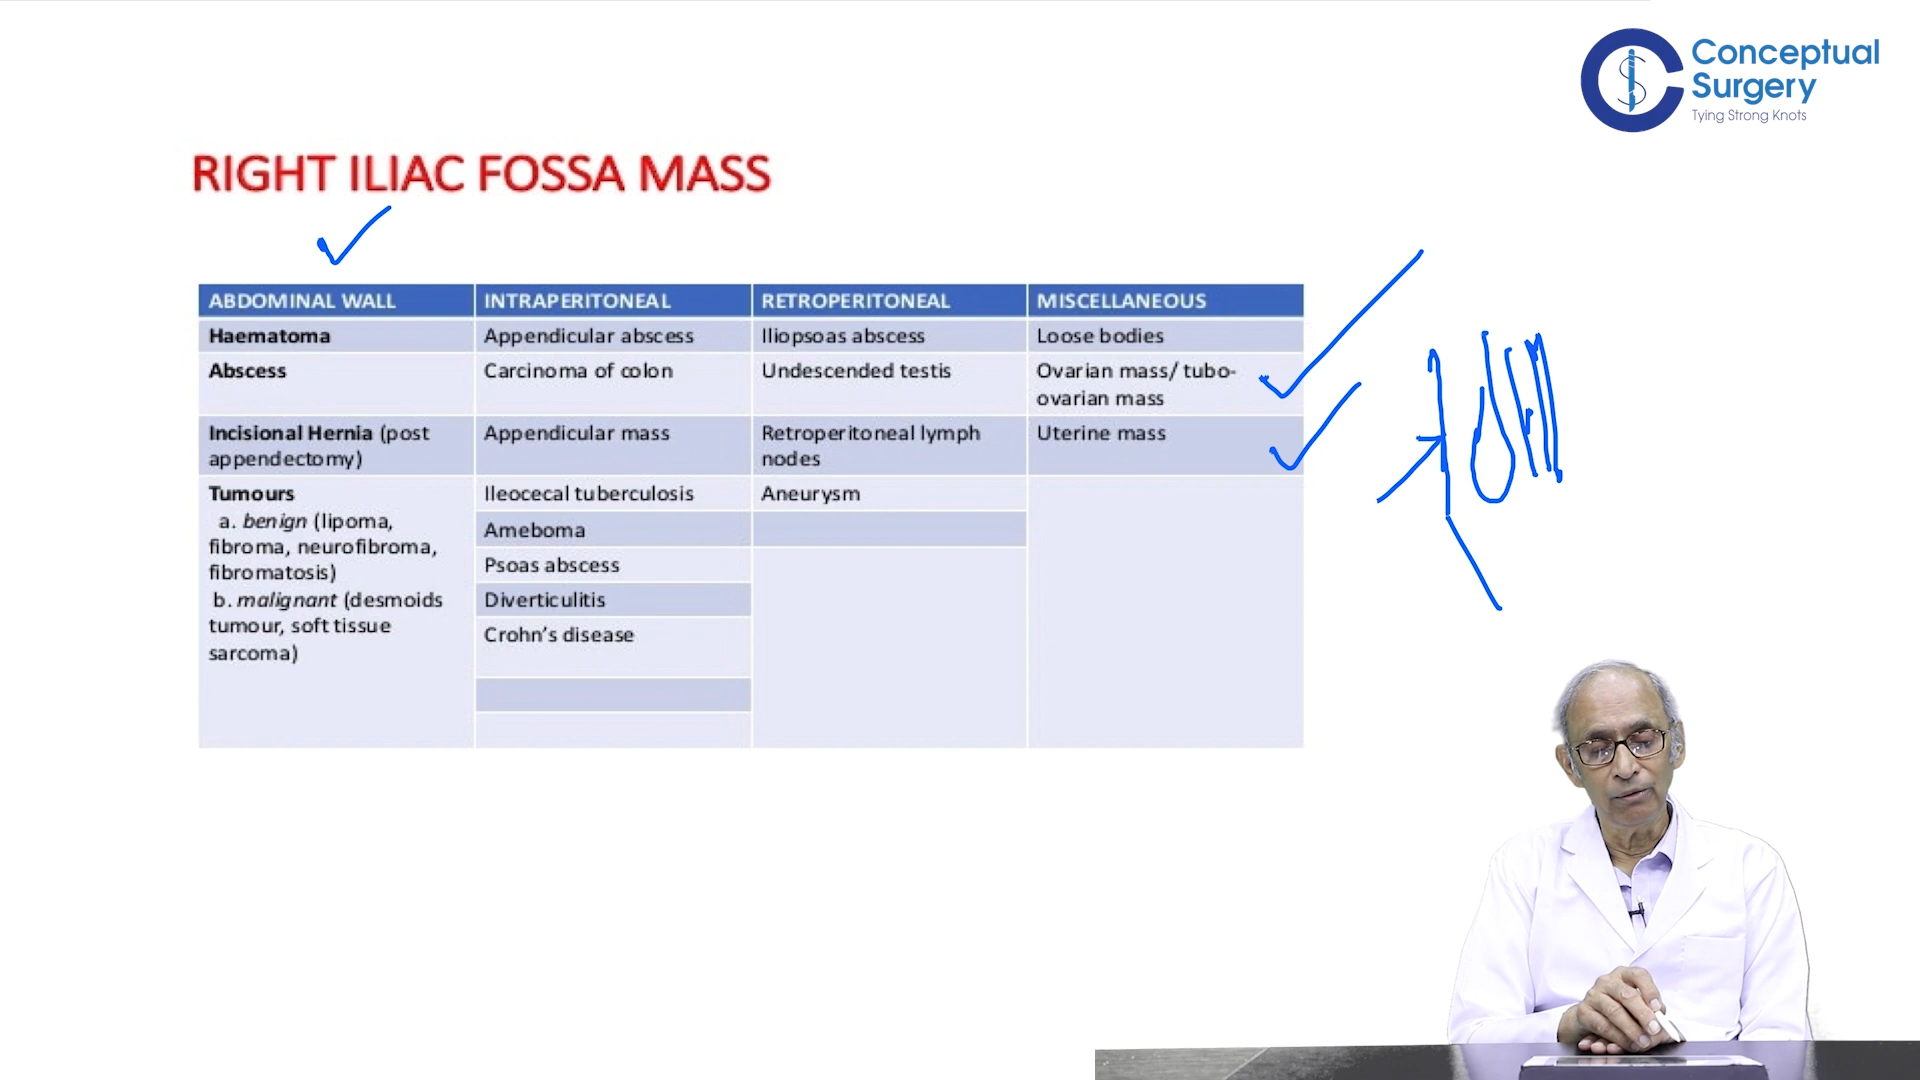 Conceptual
Surgery
Tying Strong Knots
RIGHT ILIAC FOSSA MASS
ABDOMINAL WALL INTRAPERITONEAL RETROPERITONEAL MISCELLANEOUS
Haematoma Appendicular abscess Iliopsoas abscess Loose bodies
Abscess Carcinoma of colon Undescended testis Ovarian mass/ tubo-
ovarian mass
Incisional Hernia (post Appendicular mass Retroperitoneal lymph Uterine mass
appendectomy) nodes
Tumours Ileocecal tuberculosis Aneurysm
a. benign (lipoma, Ameboma
fibroma, neurofibroma, Psoas abscess
fibromatosis) Diverticulitis
b. malignant (desmoids Crohn's disease
tumour, soft tissue
sarcoma)